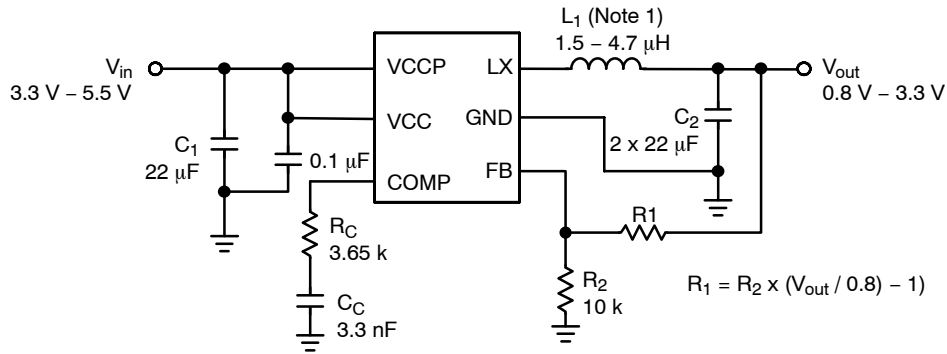 L1 (Note 1)
1.5 – 4.7 μH
Vin
3.3 V – 5.5 V
VCCP
LX
Vout
0.8 V – 3.3 V
VCC
GND
C1
22 μF
0.1 μF
C2
2 x 22 μF
COMP
FB
RC
3.65 k
R1
R2
10 k
R1 = R2 x (Vout / 0.8) – 1)
CC
3.3 nF